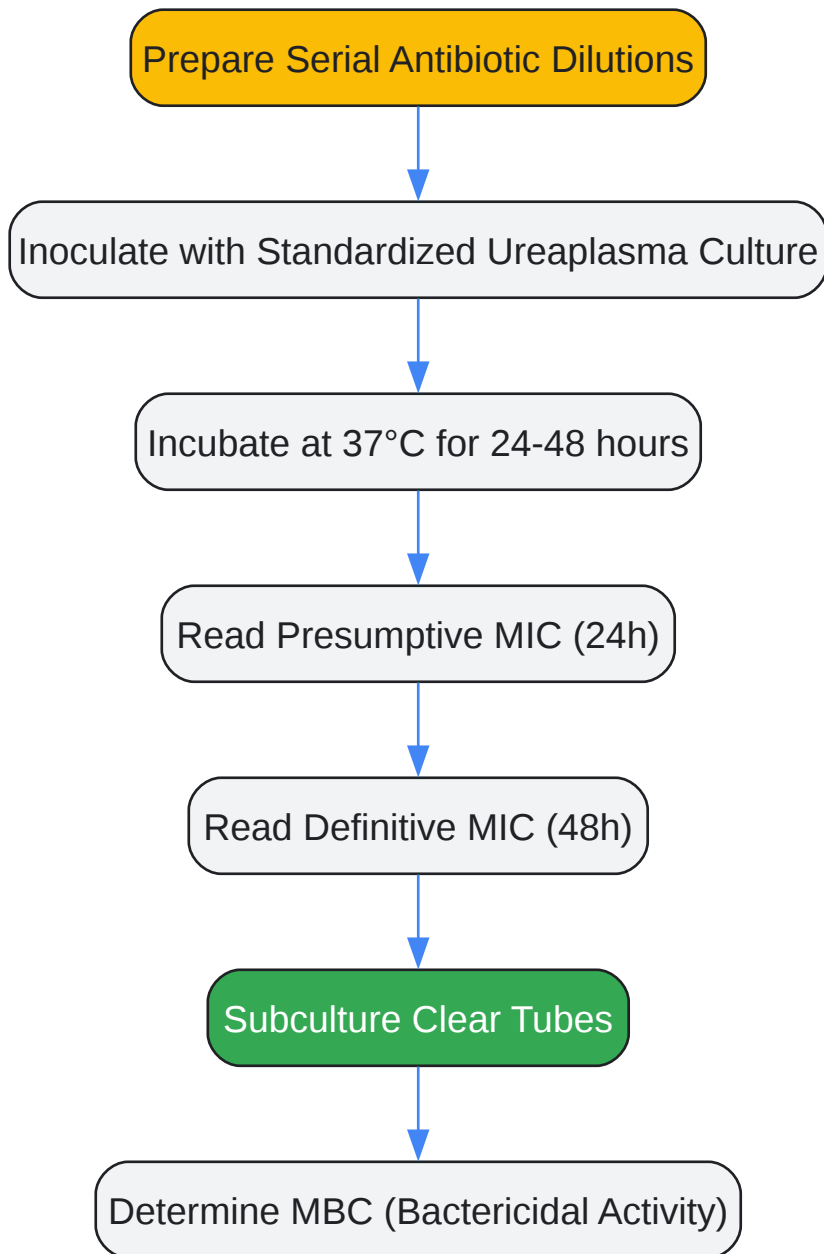 Prepare Serial Antibiotic Dilutions
Inoculate with Standardized Ureaplasma Culture
Incubate at 37°C for 24-48 hours
Read Presumptive MIC (24h)
Read Definitive MIC (48h)
Subculture Clear Tubes
Determine MBC (Bactericidal Activity)